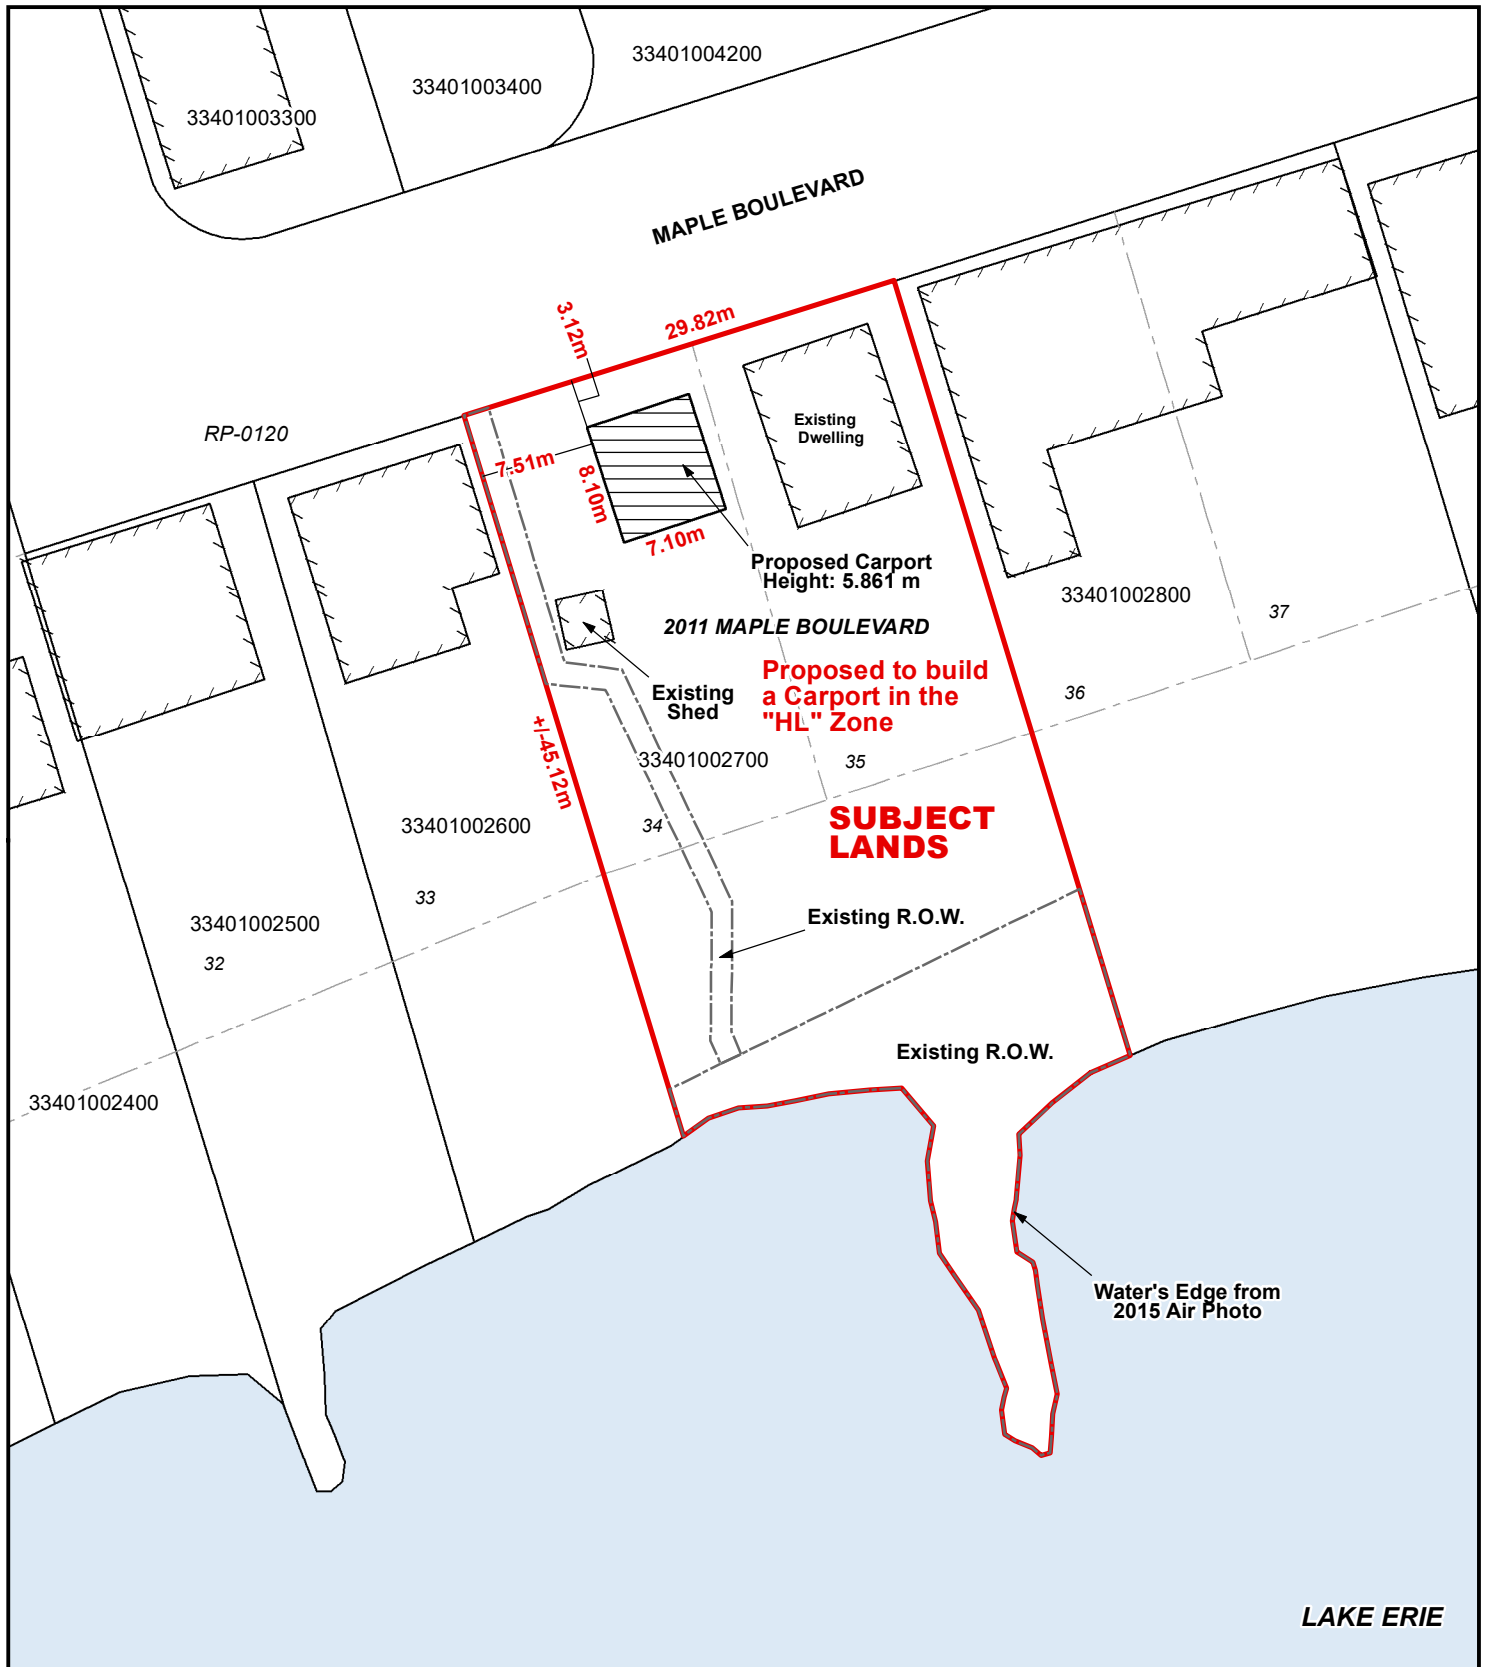 33401004200
33401003400
33401003300
MAPLE BOULEVARD
3.12m
29.82m
RP-0120
Existing
Dwelling
7.51m
8.10m
7.10m
Proposed Carport
Height: 5.861 m
33401002800
37
2011 MAPLE BOULEVARD
Proposed to build
a Carport in the
"HL" Zone
Existing
Shed
36
+/-45.12m
33401002700
35
SUBJECT
LANDS
33401002600
34
33
33401002500
Existing R.O.W.
32
Existing R.O.W.
33401002400
Water's Edge from
2015 Air Photo
LAKE ERIE